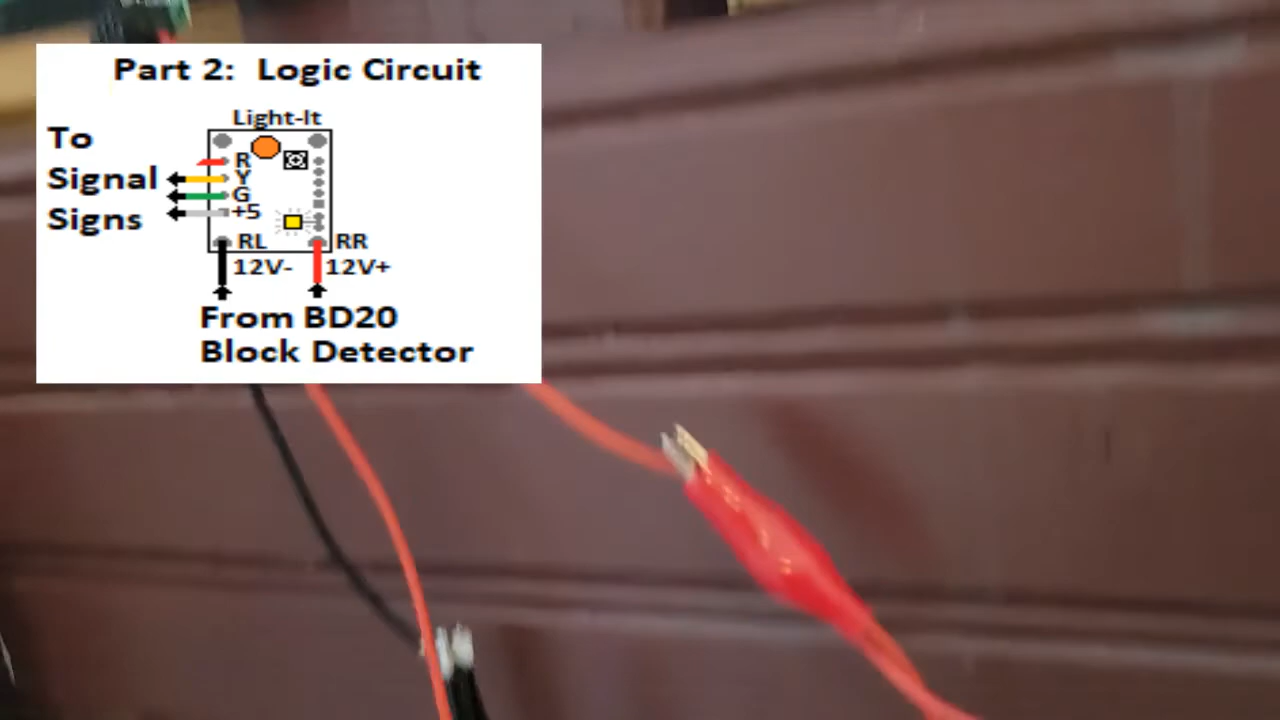 Part 2:  Logic Circuit
Light-It
To
Signal
Signs
R
Y
G
+5
RL
RR
12V-
12V+
From BD20
Block Detector